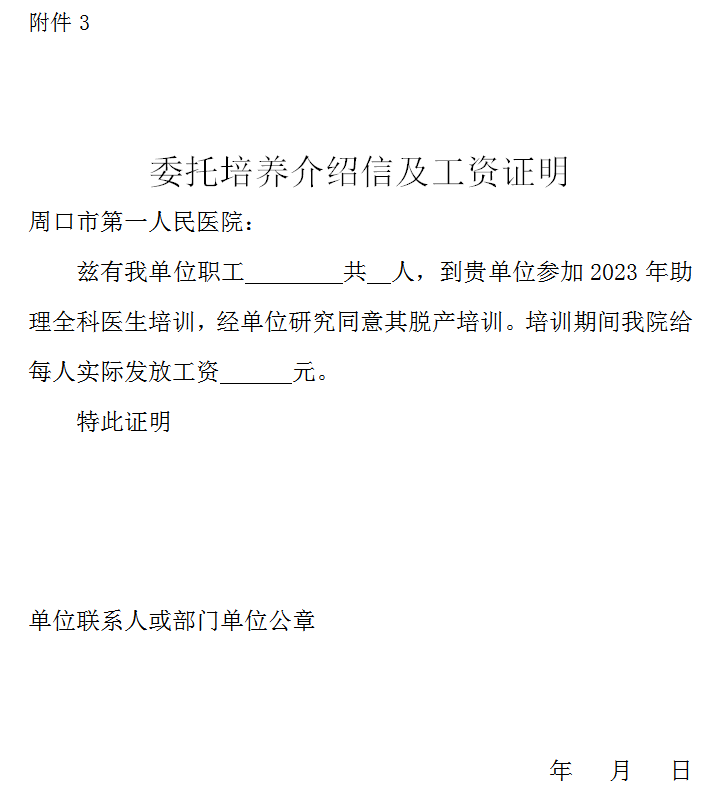 附件 3
委托培养介绍信及工资证明
周口市第一人民医院：
兹有我单位职工________共__人，到贵单位参加 2023 年助
理全科医生培训，经单位研究同意其脱产培训。培训期间我院给
每人实际发放工资______元。
特此证明
单位联系人或部门单位公章
年 月 日